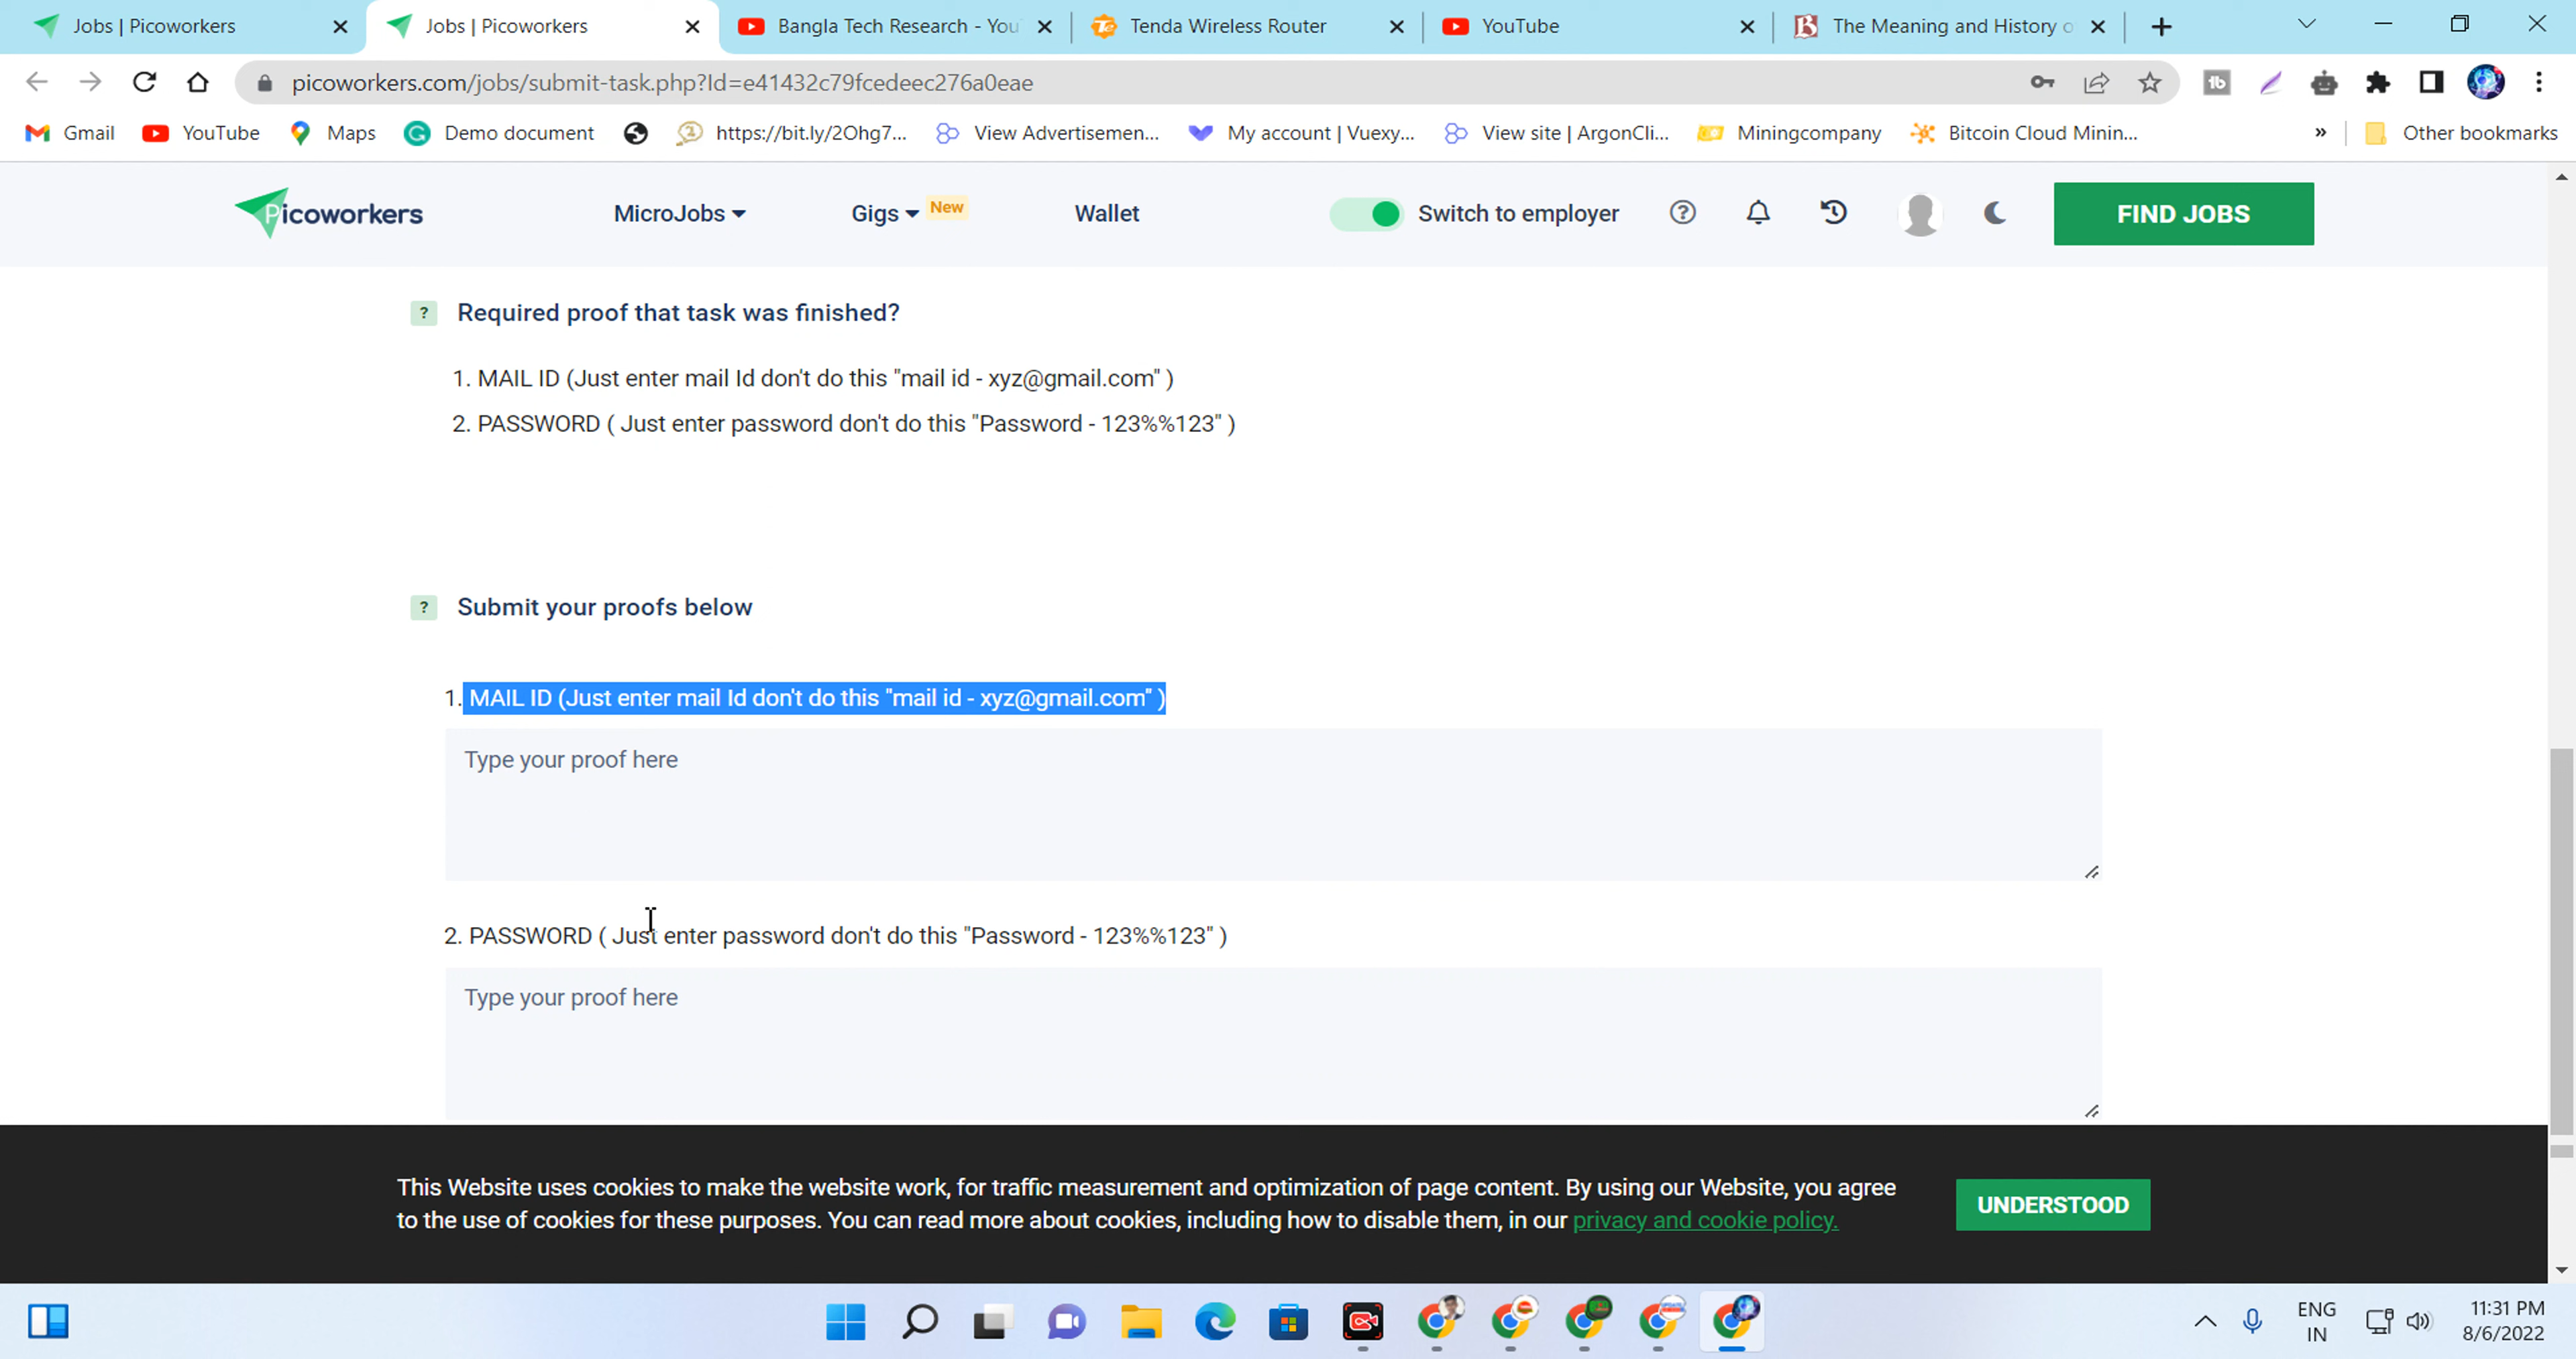 Jobs | Picoworkers
Jobs | Picoworkers
Bangla Tech Research - You
Tenda Wireless Router
YouTube
The Meaning and History o
picoworkers.com/jobs/submit-task.php?Id=e41432c79fcedeec276a0eae
Gmail
YouTube
Maps
Demo document
https://bit.ly/2Ohg7...
View Advertisemen...
My account | Vuexy...
View site | ArgonCli...
Miningcompany
Bitcoin Cloud Minin...
»
Other bookmarks
Picoworkers
MicroJobs
Gigs
New
Wallet
Switch to employer
FIND JOBS
? Required proof that task was finished?
1. MAIL ID (Just enter mail Id don't do this "mail id - xyz@gmail.com" )
2. PASSWORD ( Just enter password don't do this "Password - 123%%123" )
? Submit your proofs below
1. MAIL ID (Just enter mail Id don't do this "mail id - xyz@gmail.com" )
Type your proof here
2. PASSWORD ( Just enter password don't do this "Password - 123%%123" )
Type your proof here
This Website uses cookies to make the website work, for traffic measurement and optimization of page content. By using our Website, you agree
to the use of cookies for these purposes. You can read more about cookies, including how to disable them, in our privacy and cookie policy.
UNDERSTOOD
ENG
IN
11:31 PM
8/6/2022